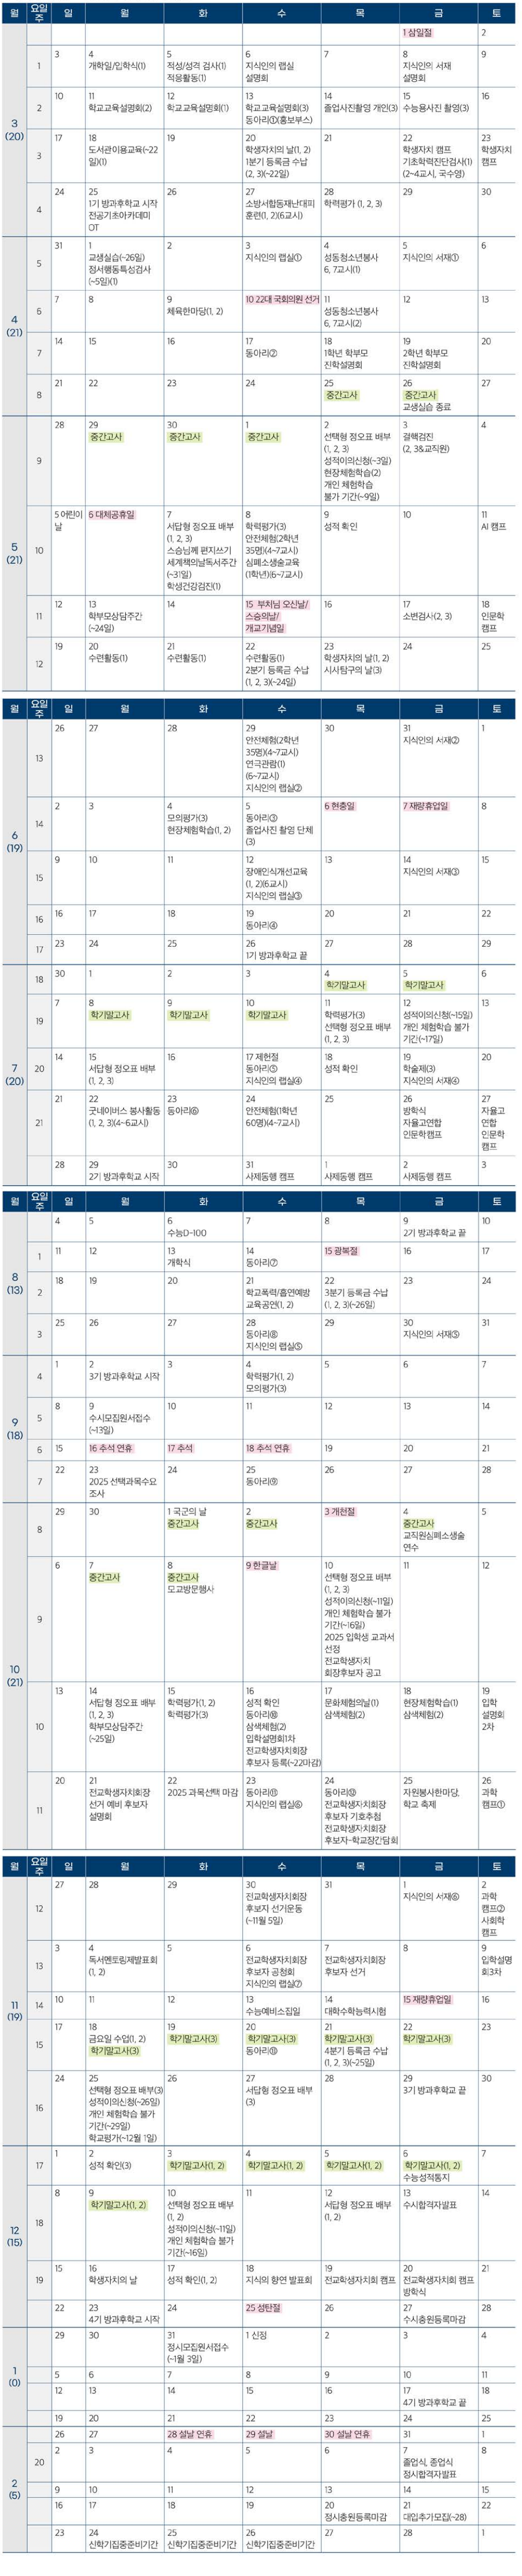 월 요일 주 일 월 화 수 목 금 토
1 삼일절 2
3 (20)
1 3 4 5 6 7 8 9
개학일/입학식(1) 적성/성격 검사(1) 지식인의 랩실 지식인의 서재
적응활동(1) 설명회 설명회
2 10 11 12 13 14 15 16
학교교육설명회(2) 학교교육설명회(1) 학교교육설명회(3) 졸업사진촬영 개인(3) 수능용사진 촬영(3)
동아리①(홍보부스)
3 17 18 19 20 21 22 23
도서관이용교육(~22 학생자치의 날(1, 2) 학생자치 캠프 학생자치
일)(1) 1분기 등록금 수납 기초학력진단검사(1) 캠프
(2, 3)(~22일) (2~4교시, 국수영)
4 24 25 26 27 28 29 30
1기 방과후학교 시작 소방서합동재난대피 학력평가 (1, 2, 3)
전공기초아카데미 훈련(1, 2)(6교시)
OT
4 (21)
5 31 1 2 3 4 5 6
교생실습(~26일) 지식인의 랩실① 성동청소년봉사 지식인의 서재①
정서행동특성검사 6, 7교시(1)
(~5일)(1)
6 7 8 9 10 22대 국회의원 선거 11 12 13
체육한마당(1, 2) 성동청소년봉사
6, 7교시(2)
7 14 15 16 17 18 19 20
동아리② 1학년 학부모 2학년 학부모
진학설명회 진학설명회
8 21 22 23 24 25 26 27
중간고사 중간고사
교생실습 종료
5 (21)
9 28 29 30 1 2 3 4
중간고사 중간고사 중간고사 선택형 정오표 배부 결핵검진
(1, 2, 3) (2, 3&교직원)
성적이의신청(~3일)
현장체험학습(2)
개인 체험학습
불가 기간(~9일)
10 5 어린이날 6 대체공휴일 7 8 9 10 11
서답형 정오표 배부 학력평가(3) 성적 확인 AI 캠프
(1, 2, 3) 안전체험(2학년
스승님께 편지쓰기 35명)(4~7교시)
세계책의날독서주간 심폐소생술교육
(~31일) (1학년)(6~7교시)
학생건강검진(1)
11 12 13 14 15 부처님 오신날/ 16 17 18
학부모상담주간 스승의날/ 소변검사(2, 3) 인문학
(~24일) 개교기념일 캠프
12 19 20 21 22 23 24 25
수련활동(1) 수련활동(1) 수련활동(1) 학생자치의 날(1, 2)
2분기 등록금 수납 시사탐구의 날(3)
(1, 2, 3)(~24일)
월 요일 주 일 월 화 수 목 금 토
6 (19)
13 26 27 28 29 30 31 1
안전체험(2학년 지식인의 서재②
35명)(4~7교시)
연극관람(1)
(6~7교시)
지식인의 랩실②
14 2 3 4 5 6 현충일 7 재량휴업일 8
모의평가(3) 동아리③
현장체험학습(1, 2) 졸업사진 촬영 단체
(3)
15 9 10 11 12 13 14 15
장애인식개선교육 지식인의 서재③
(1, 2)(6교시)
지식인의 랩실③
16 16 17 18 19 20 21 22
동아리④
17 23 24 25 26 27 28 29
1기 방과후학교 끝
7 (20)
18 30 1 2 3 4 5 6
학기말고사 학기말고사
19 7 8 9 10 11 12 13
학기말고사 학기말고사 학기말고사 학력평가(3) 성적이의신청(~15일)
선택형 정오표 배부 개인 체험학습 불가
(1, 2, 3) 기간(~17일)
20 14 15 16 17 제헌절 18 19 20
서답형 정오표 배부 동아리⑤ 성적 확인 학술제(3)
(1, 2, 3) 지식인의 랩실④ 지식인의 서재④
21 21 22 23 24 25 26 27
굿네이버스 봉사활동 동아리⑥ 안전체험(1학년 방학식 자율고
(1, 2, 3)(4~6교시) 60명)(4~7교시) 자율고연합 연합
인문학캠프 인문학
캠프
28 29 30 31 1 2 3
2기 방과후학교 시작 사제동행 캠프 사제동행 캠프 사제동행 캠프
월 요일 주 일 월 화 수 목 금 토
8 (13)
4 5 6 7 8 9 10
수능D-100 2기 방과후학교 끝
1 11 12 13 14 15 광복절 16 17
개학식 동아리⑦
2 18 19 20 21 22 23 24
학교폭력/흡연예방 3분기 등록금 수납
교육공연(1, 2) (1, 2, 3)(~26일)
3 25 26 27 28 29 30 31
동아리⑧ 지식인의 서재⑤
지식인의 랩실⑤
9 (18)
4 1 2 3 4 5 6 7
3기 방과후학교 시작 학력평가(1, 2)
모의평가(3)
5 8 9 10 11 12 13 14
수시모집원서접수
(~13일)
6 15 16 추석 연휴 17 추석 18 추석 연휴 19 20 21
7 22 23 24 25 26 27 28
2025 선택과목수요 동아리⑨
조사
10 (21)
8 29 30 1 국군의 날 2 3 개천절 4 5
중간고사 중간고사 중간고사
교직원심폐소생술
연수
9 6 7 8 9 한글날 10 11 12
중간고사 중간고사 선택형 정오표 배부
모교방문행사 (1, 2, 3)
성적이의신청(~11일)
개인 체험학습 불가
기간(~16일)
2025 입학생 교과서
선정
전교학생자치
회장후보자 공고
10 13 14 15 16 17 18 19
서답형 정오표 배부 학력평가(1, 2) 성적 확인 문화체험의날(1) 현장체험학습(1) 입학
(1, 2, 3) 학력평가(3) 동아리⑩ 삼색체험(2) 삼색체험(2) 설명회
학부모상담주간 삼색체험(2) 2차
(~25일) 입학설명회1차
전교학생자치회장
후보자 등록(~22마감)
11 20 21 22 23 24 25 26
전교학생자치회장 2025 과목선택 마감 동아리⑪ 동아리⑫ 자원봉사한마당, 과학
선거 예비 후보자 지식인의 랩실⑥ 전교학생자치회장 학교 축제 캠프①
설명회 후보자 기호추첨
전교학생자치회장
후보자-학교장간담회
월 요일 주 일 월 화 수 목 금 토
11 (19)
12 27 28 29 30 31 1 2
전교학생자치회장 지식인의 서재⑥ 과학
후보자 선거운동 캠프②
(~11월 5일) 사회학
캠프
13 3 4 5 6 7 8 9
독서멘토링제발표회 전교학생자치회장 전교학생자치회장 입학설명
(1, 2) 후보자 공청회 후보자 선거 회3차
지식인의 랩실⑦
14 10 11 12 13 14 15 재량휴업일 16
수능예비소집일 대학수학능력시험
15 17 18 19 20 21 22 23
금요일 수업(1, 2) 학기말고사(3) 학기말고사(3) 학기말고사(3) 학기말고사(3)
학기말고사(3) 동아리⑬ 4분기 등록금 수납
(1, 2, 3)(~25일)
16 24 25 26 27 28 29 30
선택형 정오표 배부(3) 서답형 정오표 배부 3기 방과후학교 끝
성적이의신청(~26일) (3)
개인 체험학습 불가
기간(~29일)
학교평가(~12월 1일)
12 (15)
17 1 2 3 4 5 6 7
성적 확인(3) 학기말고사(1, 2) 학기말고사(1, 2) 학기말고사(1, 2) 학기말고사(1, 2)
수능성적통지
18 8 9 10 11 12 13 14
학기말고사(1, 2) 선택형 정오표 배부 서답형 정오표 배부 수시합격자발표
(1, 2) (1, 2)
성적이의신청(~11일)
개인 체험학습 불가
기간(~16일)
19 15 16 17 18 19 20 21
학생자치의 날 성적 확인(1, 2) 지식의 향연 발표회 전교학생자치회 캠프 전교학생자치회 캠프
방학식
22 23 24 25 성탄절 26 27 28
4기 방과후학교 시작 수시충원등록마감
1 (0)
29 30 31 1 신정 2 3 4
정시모집원서접수
(~1월 3일)
5 6 7 8 9 10 11
12 13 14 15 16 17 18
4기 방과후학교 끝
19 20 21 22 23 24 25
2 (5)
26 27 28 설날 연휴 29 설날 30 설날 연휴 31 1
20 2 3 4 5 6 7 8
졸업식, 종업식
정시합격자발표
9 10 11 12 13 14 15
16 17 18 19 20 21 22
정시충원등록마감 대입추가모집(~28)
23 24 25 26 27 28 1
신학기집중준비기간 신학기집중준비기간 신학기집중준비기간